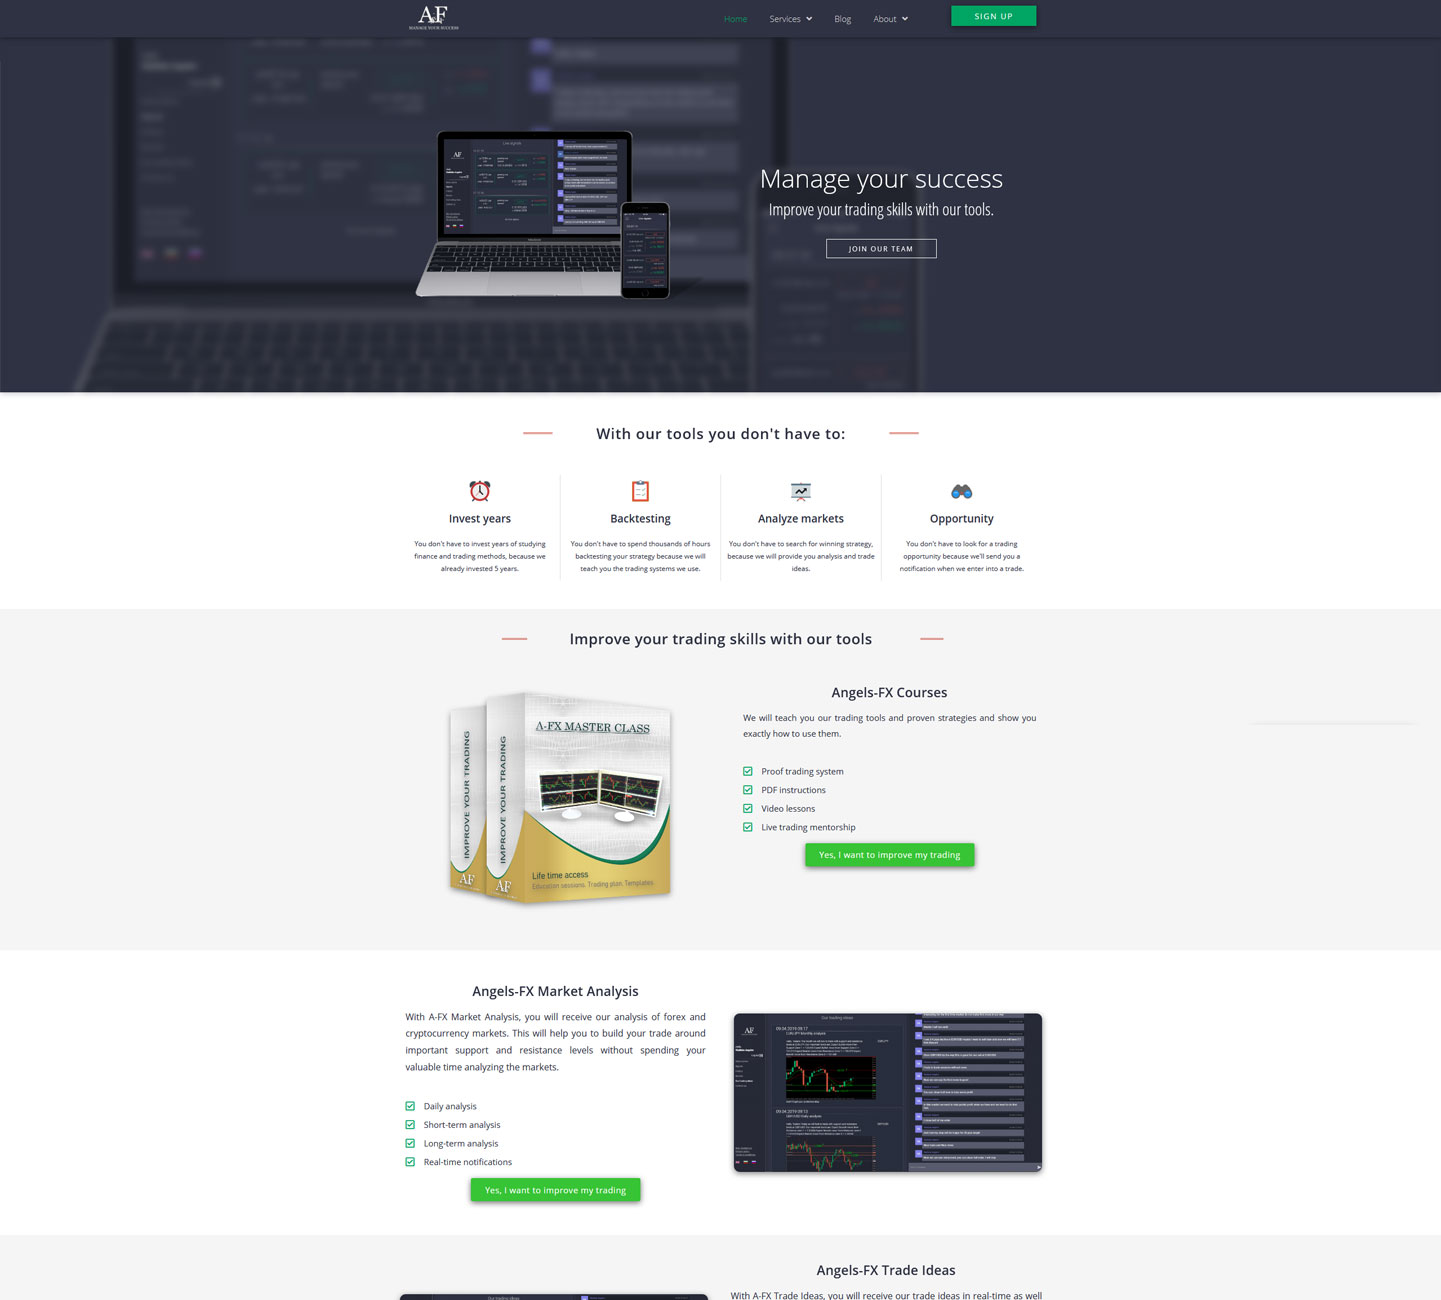 AF
MANAGE YOUR SUCCESS
Home
Services
Blog
About
SIGN UP
Manage your success
Improve your trading skills with our tools.
JOIN OUR TEAM
With our tools you don't have to:
Invest years
You don't have to invest years of studying
finance and trading methods, because we
already invested 5 years.
Backtesting
You don't have to spend thousands of hours
backtesting your strategy because we will
teach you the trading systems we use.
Analyze markets
You don't have to search for winning strategy,
because we will provide you analysis and trade
ideas.
Opportunity
You don't have to look for a trading
opportunity because we'll send you a
notification when we enter into a trade.
Improve your trading skills with our tools
A-FX MASTER CLASS
IMPROVE YOUR TRADING
IMPROVE YOUR TRADING
AF
AF
Life time access
Education sessions. Trading plan. Templates
Angels-FX Courses
We will teach you our trading tools and proven strategies and show you
exactly how to use them.
Proof trading system
PDF instructions
Video lessons
Live trading mentorship
Yes, I want to improve my trading
Angels-FX Market Analysis
With A-FX Market Analysis, you will receive our analysis of forex and
cryptocurrency markets. This will help you to build your trade around
important support and resistance levels without spending your
valuable time analyzing the markets.
Daily analysis
Short-term analysis
Long-term analysis
Real-time notifications
Yes, I want to improve my trading
Our trading ideas
AF
Angels-FX Trade Ideas
With A-FX Trade Ideas, you will receive our trade ideas in real-time as well
Our trading ideas